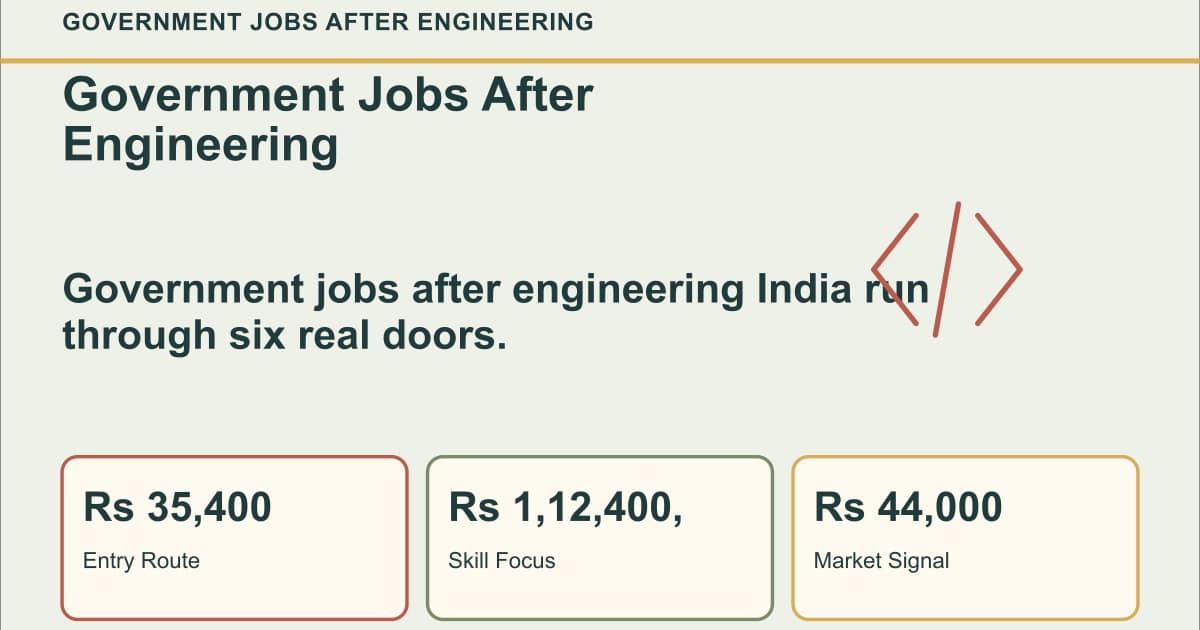 GOVERNMENT JOBS AFTER ENGINEERING
Government Jobs After
Engineering
Government jobs after engineering India run
through six real doors.
Rs 35,400
Entry Route
Rs 1,12,400,
Skill Focus
Rs 44,000
Market Signal